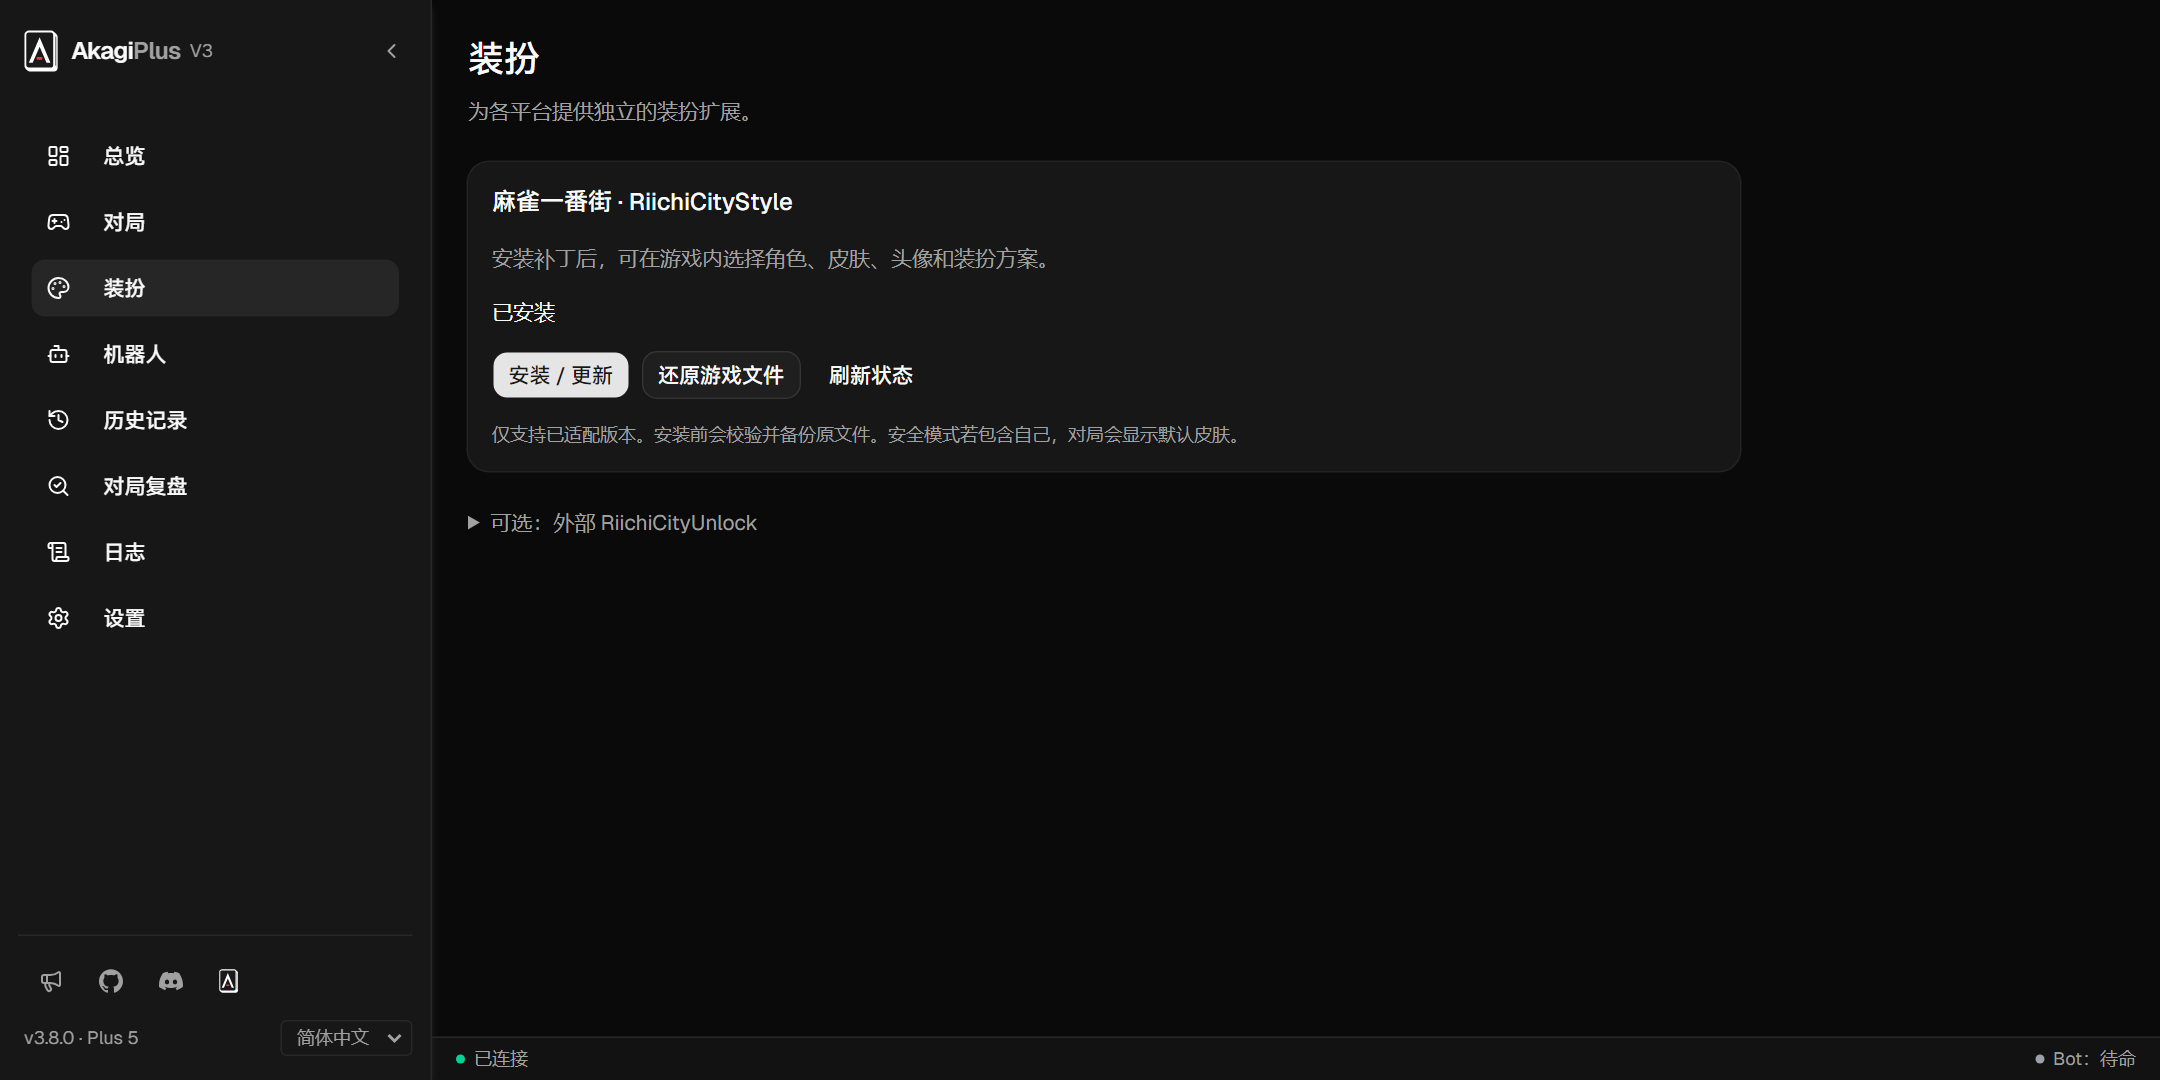 AkagiPlus V3
总览
对局
装扮
机器人
历史记录
对局复盘
日志
设置
v3.8.0 · Plus 5
简体中文
装扮
为各平台提供独立的装扮扩展。
麻雀一番街 · RiichiCityStyle
安装补丁后，可在游戏内选择角色、皮肤、头像和装扮方案。
已安装
安装 / 更新
还原游戏文件
刷新状态
仅支持已适配版本。安装前会校验并备份原文件。安全模式若包含自己，对局会显示默认皮肤。
可选：外部 RiichiCityUnlock
已连接
Bot：待命